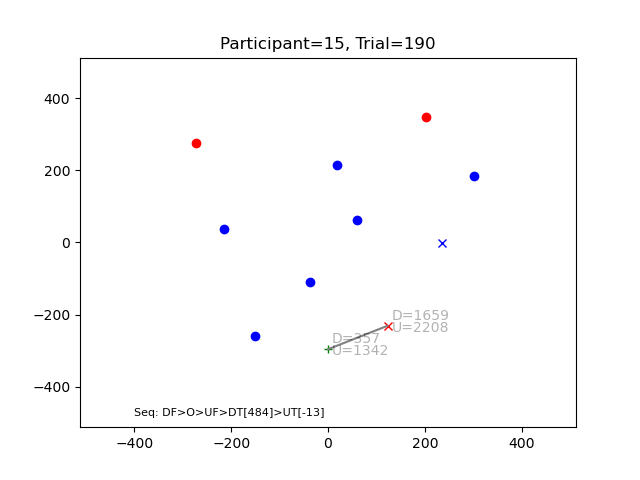 Participant=15, Trial=190
400
200
0
−200
−400
D=1659
U=2208
D=357
U=1342
Seq: DF>O>UF>DT[484]>UT[-13]
−400 −200 0 200 400